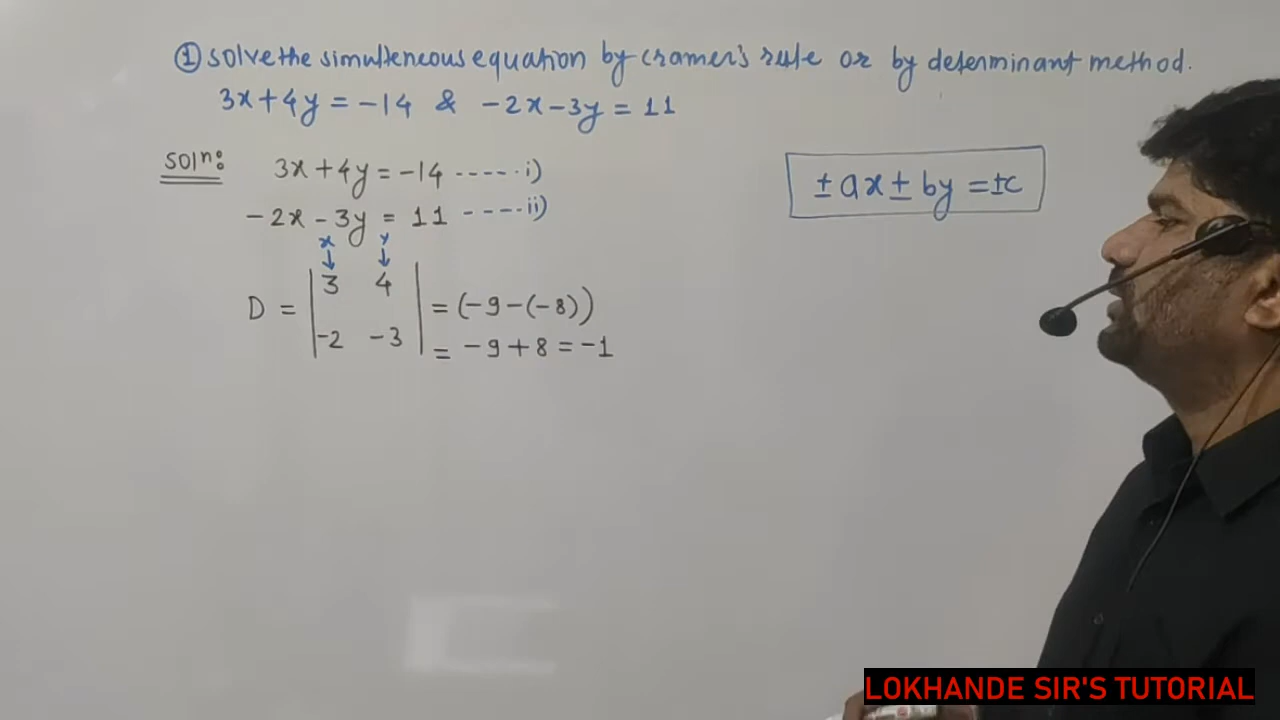 ① solve the simultaneous equation by cramer's rule or by determinant method.
3x+4y = -14 & -2x-3y = 11
Solⁿ:
3x+4y = -14 ----- i)
-2x-3y = 11 ----ii)
x y
↓ ↓
D = | 3 4 | = (-9-(-8))
| -2 -3 | = -9+8 = -1
±ax±by =±c
LOKHANDE SIR'S TUTORIAL